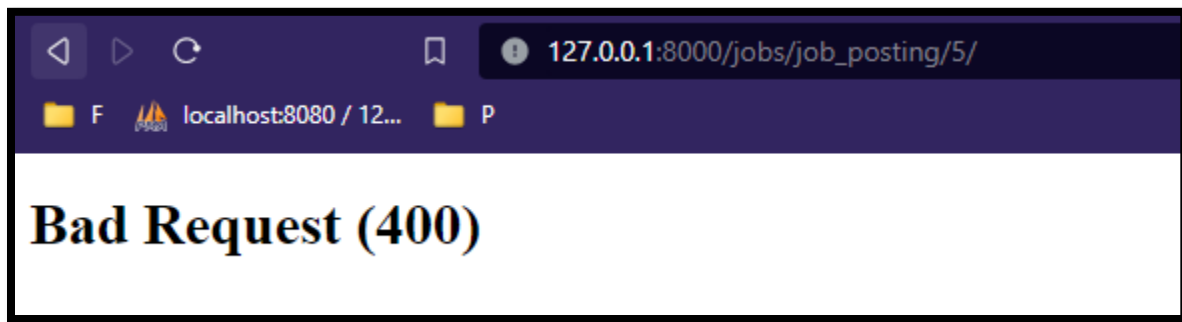 127.0.0.1:8000/jobs/job_posting/5/
F localhost:8080 / 12... P
Bad Request (400)